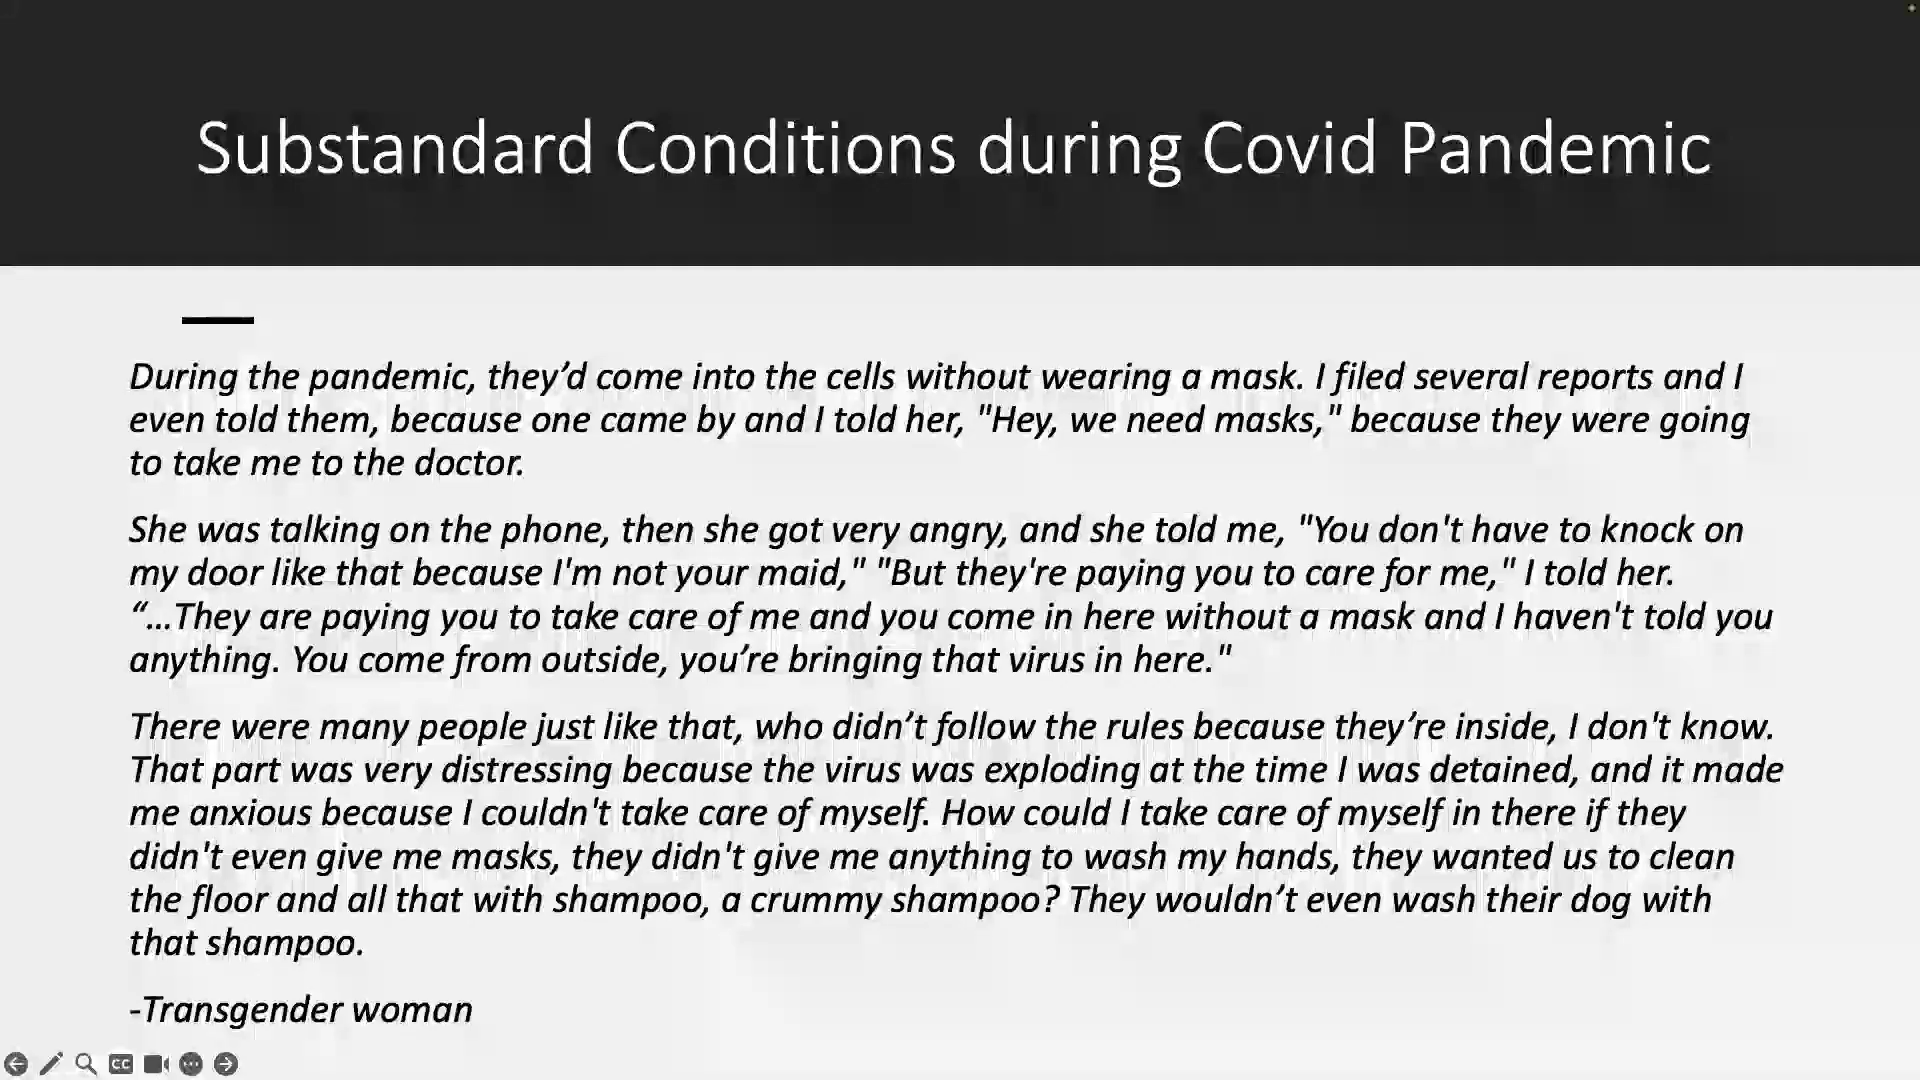 Substandard Conditions during Covid Pandemic
During the pandemic, they’d come into the cells without wearing a mask. I filed several reports and I
even told them, because one came by and I told her, "Hey, we need masks," because they were going
to take me to the doctor.
She was talking on the phone, then she got very angry, and she told me, "You don't have to knock on
my door like that because I'm not your maid," "But they're paying you to care for me," I told her.
“...They are paying you to take care of me and you come in here without a mask and I haven't told you
anything. You come from outside, you’re bringing that virus in here."
There were many people just like that, who didn’t follow the rules because they’re inside, I don't know.
That part was very distressing because the virus was exploding at the time I was detained, and it made
me anxious because I couldn't take care of myself. How could I take care of myself in there if they
didn't even give me masks, they didn't give me anything to wash my hands, they wanted us to clean
the floor and all that with shampoo, a crummy shampoo? They wouldn’t even wash their dog with
that shampoo.
-Transgender woman
CC